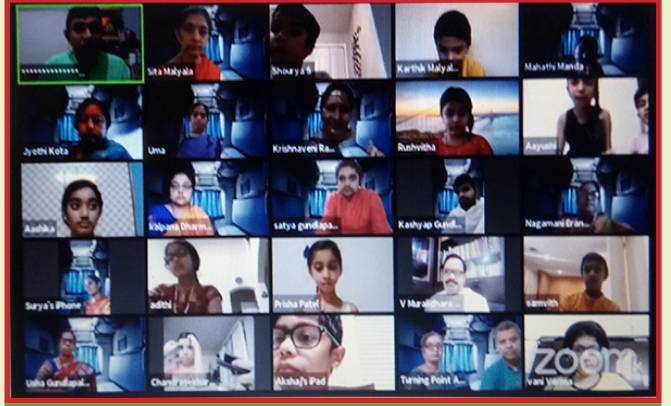 Sita Malyala
Shourya S
Karthik Malyal...
Mahathi Manda
Jyothi Kota
Uma
Krishnaveni Ra...
Rushvitha
Aayushi
Aashika
Kalpana Dharm...
satya gundlapa...
Kashyap Gundl...
Nagamani Eran...
Surya's iPhone
adithi
Prisha Patel
V Muralidhara ...
samvith
Usha Gundlapal...
Chandrasekhar...
Akshaj's iPad
Turning Point A...
Vani Verma
zoom